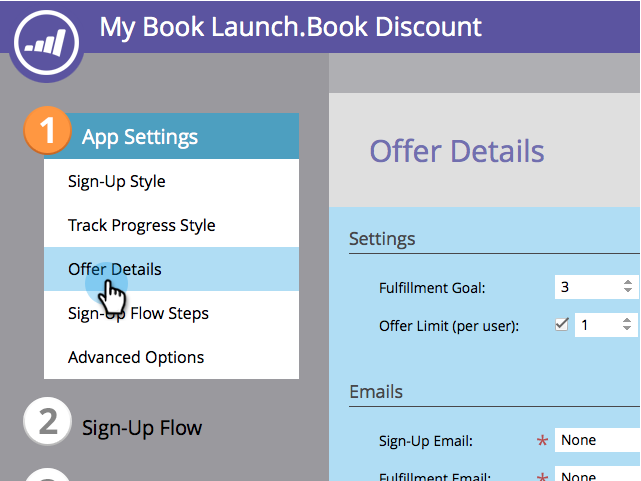 My Book Launch.Book Discount
1
App Settings
Sign-Up Style
Track Progress Style
Offer Details
Sign-Up Flow Steps
Advanced Options
2
Sign-Up Flow
Offer Details
Settings
Fulfillment Goal: 3
Offer Limit (per user): 1
Emails
Sign-Up Email: * None
Fulfillment Email: * None